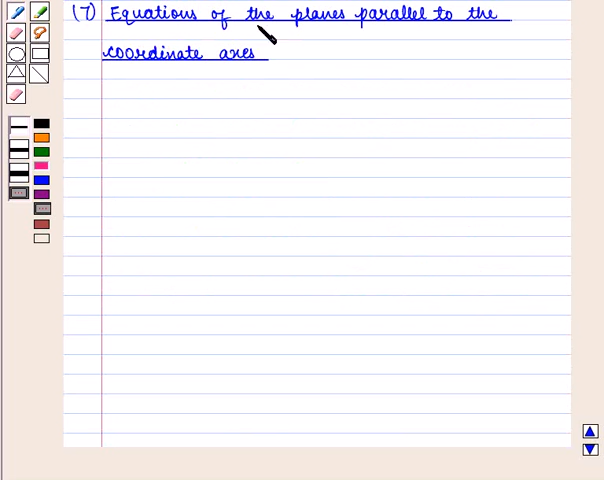 (7) Equations of the planes parallel to the
coordinate axes